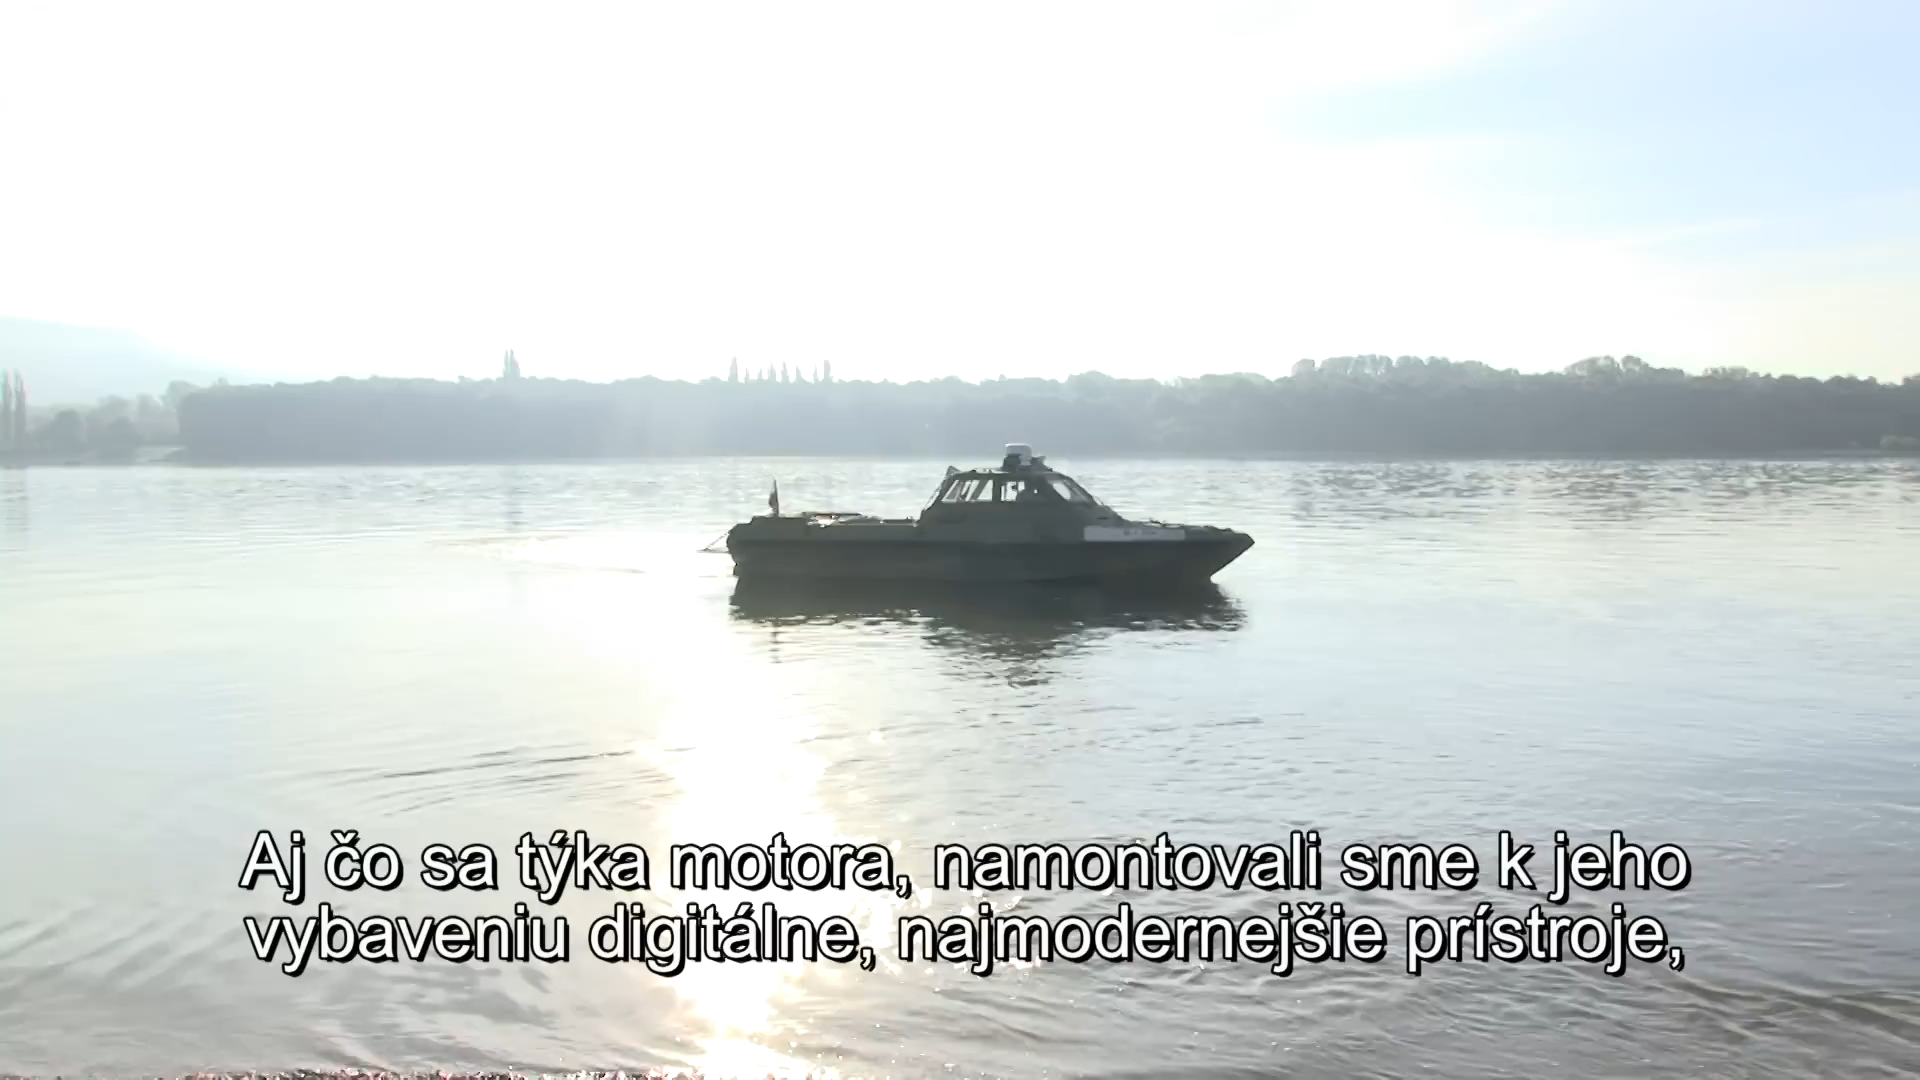 Aj čo sa týka motora, namontovali sme k jeho
vybaveniu digitálne, najmodernejšie prístroje,